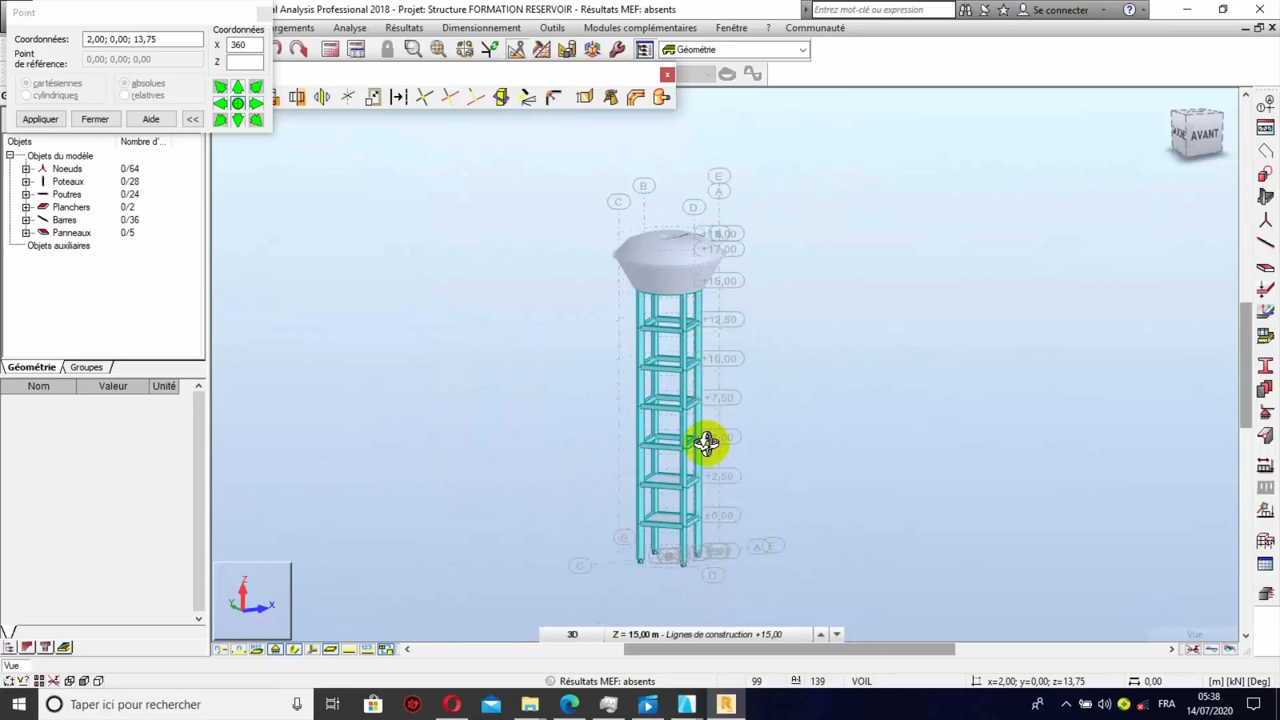 Point
al Analysis Professional 2018 - Projet: Structure FORMATION RESERVOIR - Résultats MEF: absents
Entrez mot-clé ou expression
Se connecter
Coordonnées: 2,00; 0,00; 13,75
Coordonnées
Point
de référence: 0,00; 0,00; 0,00
X 360
Z
cartésiennes absolues
cylindriques relatives
Appliquer Fermer Aide <<
Analyse Résultats Dimensionnement Outils Modules complémentaires Fenêtre ? Communauté
Géométrie
Objets Nombre d'...
Objets du modèle
Noeuds 0/64
Poteaux 0/28
Poutres 0/24
Planchers 0/2
Barres 0/36
Panneaux 0/5
Objets auxiliaires
Géométrie Groupes
Nom Valeur Unité
AVANT
E
B A
C D
+17,00
+15,00
+12,50
+10,00
+7,50
+2,50
+0,00
B
A E
C D
Z
Y X
3D Z = 15,00 m - Lignes de construction +15,00
Vue
Vue
Résultats MEF: absents 99 139 VOIL x=2,00; y=0,00; z=13,75 0,00 [m] [kN] [Deg]
Taper ici pour rechercher
FRA
05:38
14/07/2020